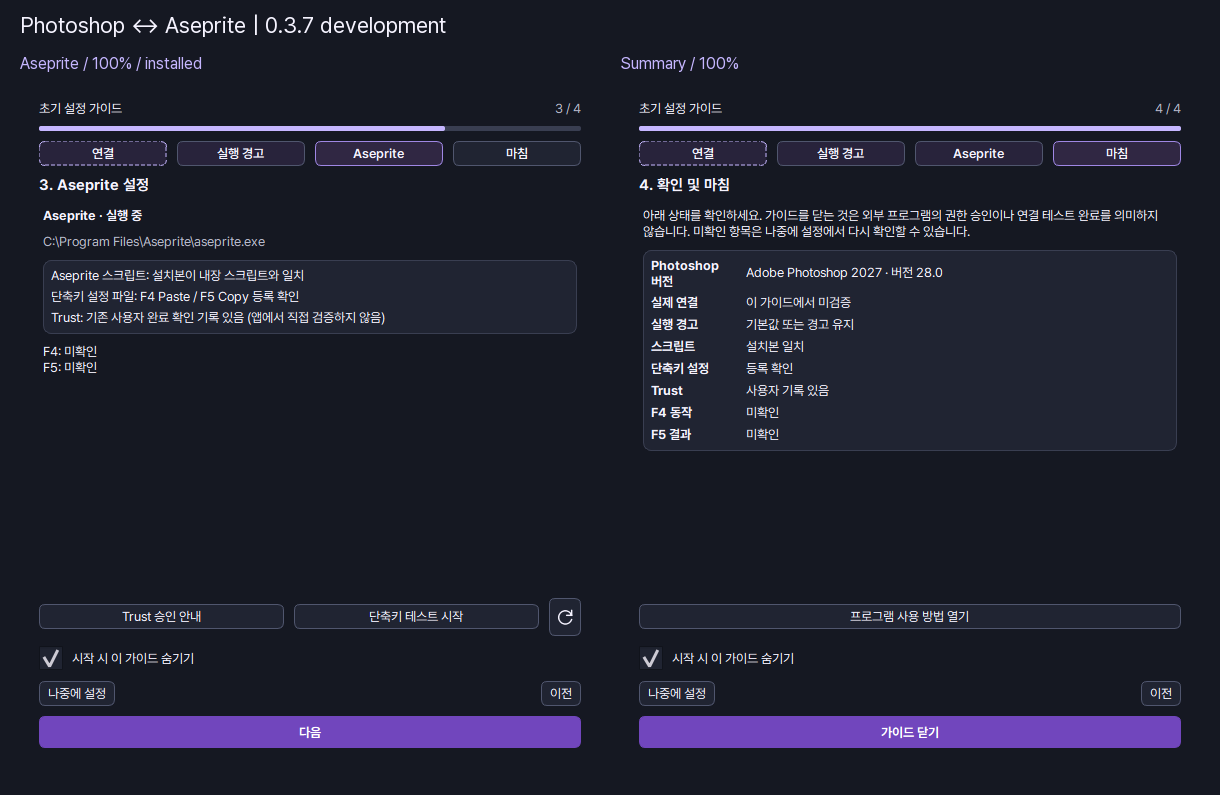 Photoshop ↔ Aseprite | 0.3.7 development
Aseprite / 100% / installed
초기 설정 가이드
3 / 4
연결
실행 경고
Aseprite
마침
3. Aseprite 설정
Aseprite · 실행 중
C:\Program Files\Aseprite\aseprite.exe
Aseprite 스크립트: 설치본이 내장 스크립트와 일치
단축키 설정 파일: F4 Paste / F5 Copy 등록 확인
Trust: 기존 사용자 완료 확인 기록 있음 (앱에서 직접 검증하지 않음)
F4: 미확인
F5: 미확인
Trust 승인 안내
단축키 테스트 시작
시작 시 이 가이드 숨기기
나중에 설정
이전
다음
Summary / 100%
초기 설정 가이드
4 / 4
연결
실행 경고
Aseprite
마침
4. 확인 및 마침
아래 상태를 확인하세요. 가이드를 닫는 것은 외부 프로그램의 권한 승인이나 연결 테스트 완료를 의미하지
않습니다. 미확인 항목은 나중에 설정에서 다시 확인할 수 있습니다.
Photoshop
버전
Adobe Photoshop 2027 · 버전 28.0
실제 연결
이 가이드에서 미검증
실행 경고
기본값 또는 경고 유지
스크립트
설치본 일치
단축키 설정
등록 확인
Trust
사용자 기록 있음
F4 동작
미확인
F5 결과
미확인
프로그램 사용 방법 열기
시작 시 이 가이드 숨기기
나중에 설정
이전
가이드 닫기